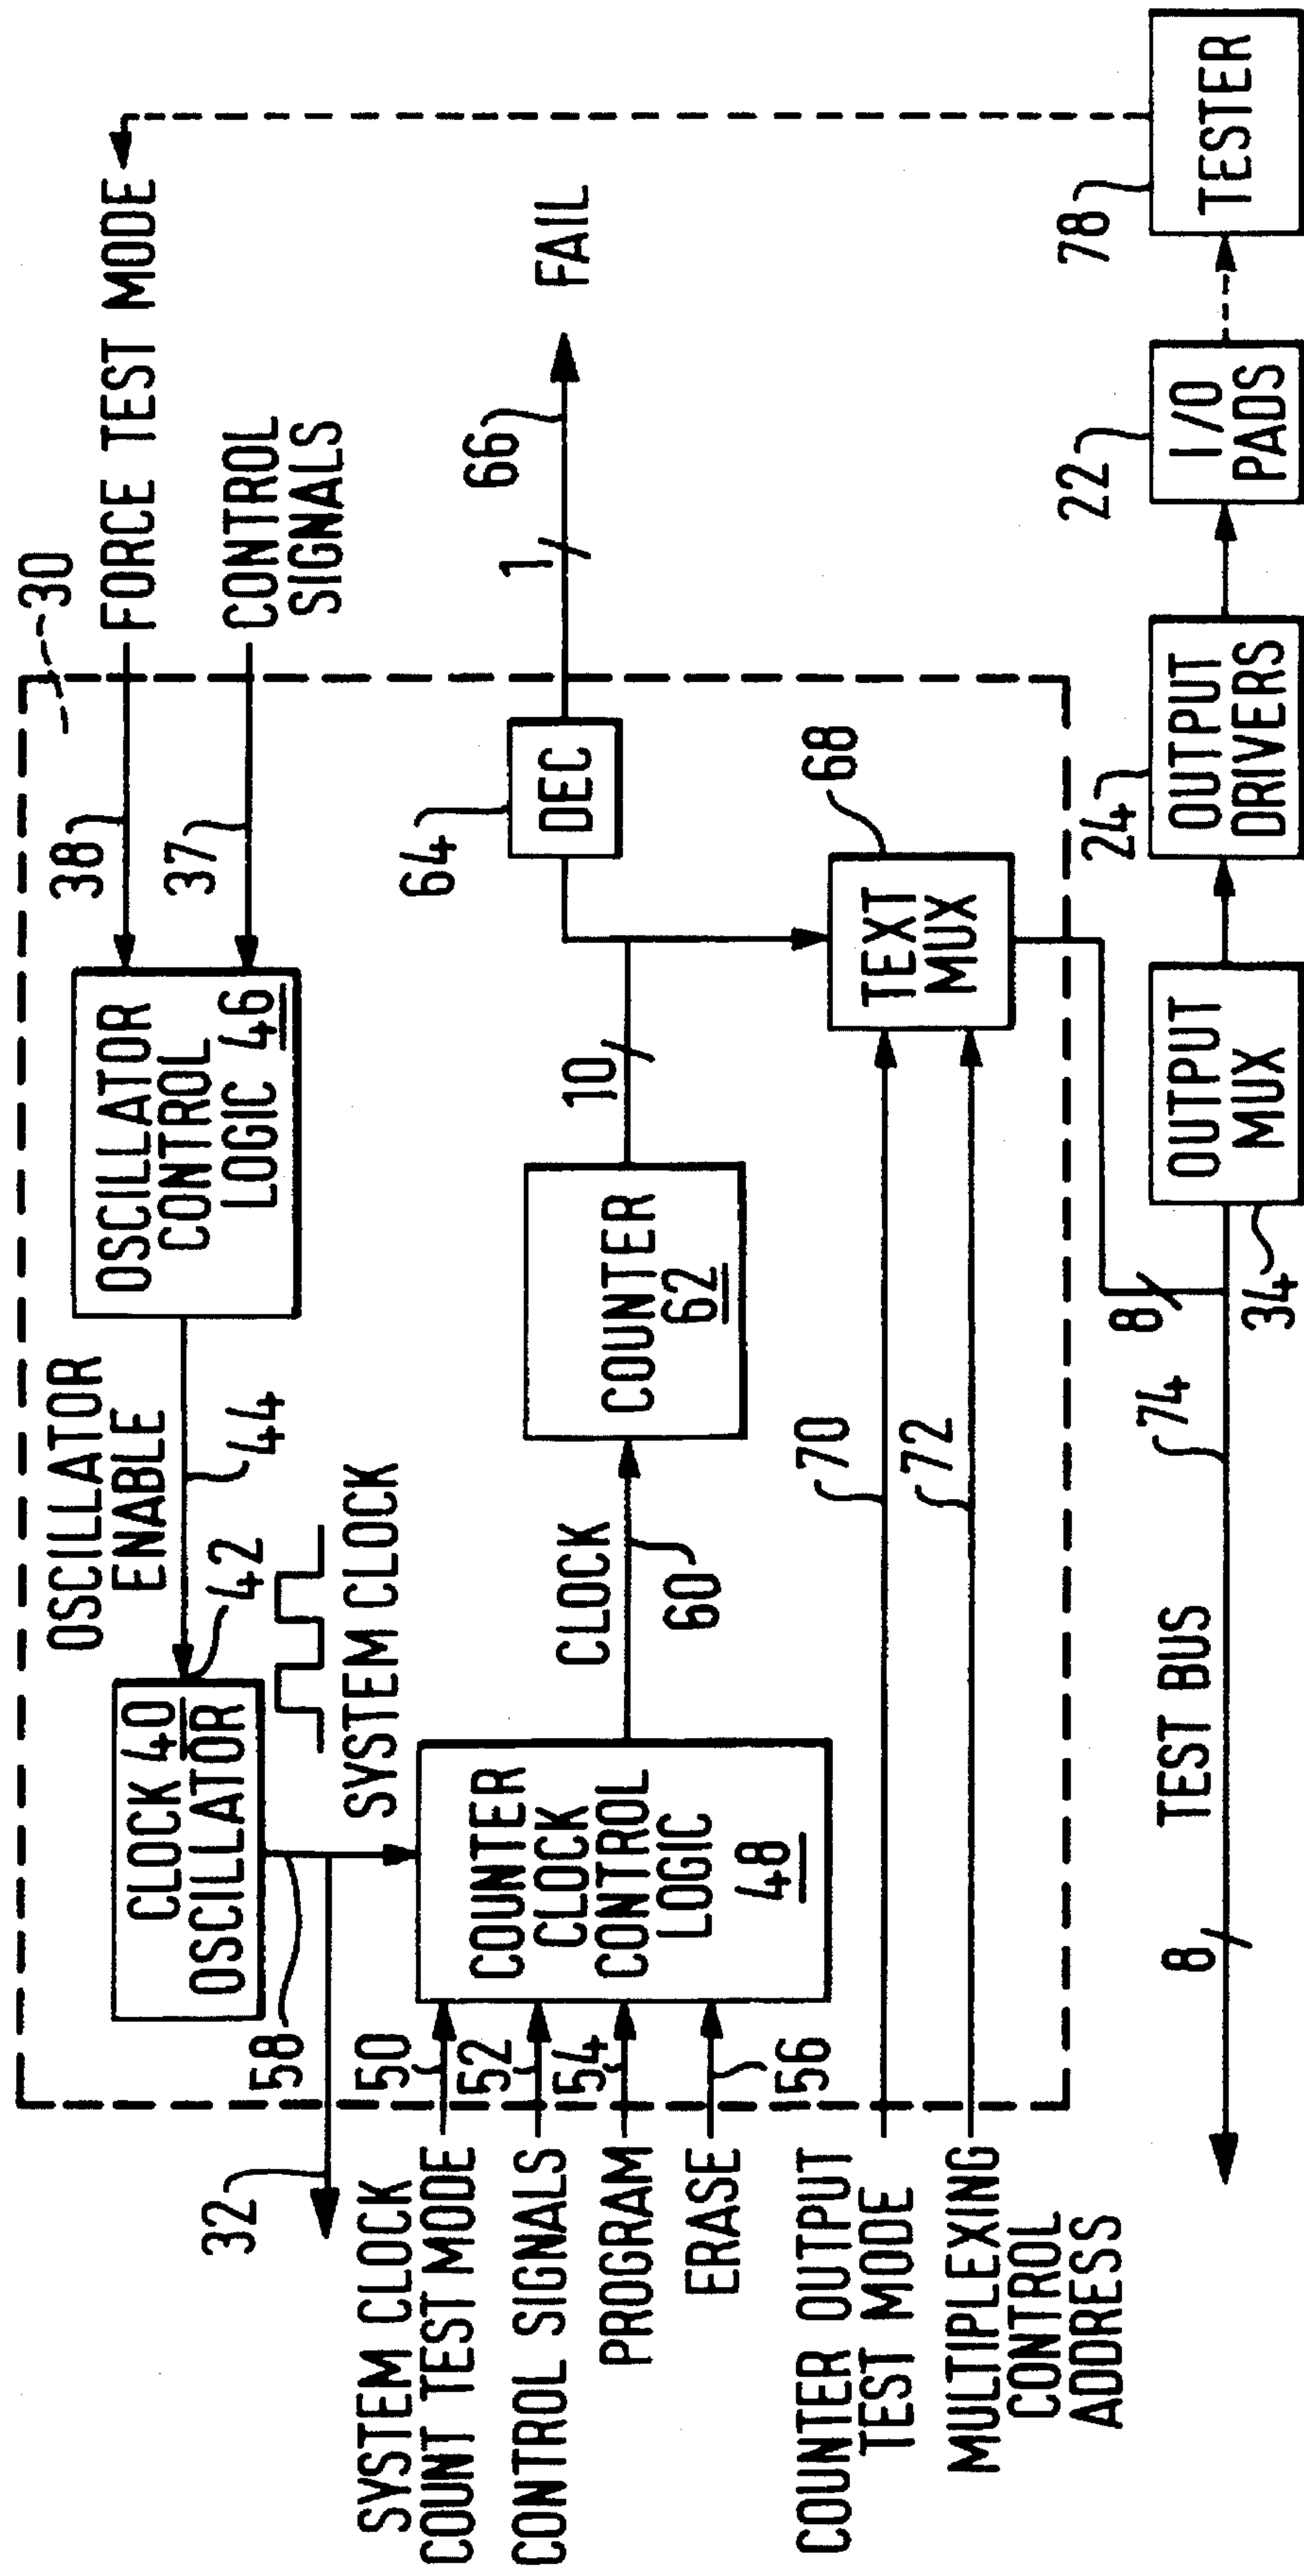 30
38
FORCE TEST MODE
37
CONTROL
SIGNALS
OSCILLATOR
CONTROL
LOGIC 46
OSCILLATOR
ENABLE
44
42
CLOCK 40
OSCILLATOR
SYSTEM CLOCK
58
32
SYSTEM CLOCK
COUNT TEST MODE
50
CONTROL SIGNALS
52
PROGRAM
54
ERASE
56
COUNTER
CLOCK
CONTROL
LOGIC
48
CLOCK
60
COUNTER
62
10
64
DEC
1
66
FAIL
68
TEXT
MUX
COUNTER OUTPUT
TEST MODE
70
MULTIPLEXING
CONTROL
ADDRESS
72
8
TEST BUS
74
8
34
OUTPUT
MUX
24
OUTPUT
DRIVERS
22
I/O
PADS
78
TESTER